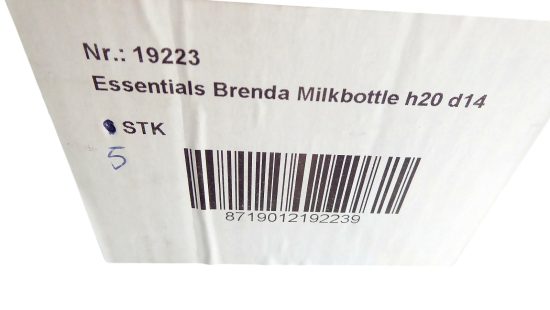 Nr.: 19223
Essentials Brenda Milkbottle h20 d14
STK
5
8719012192239